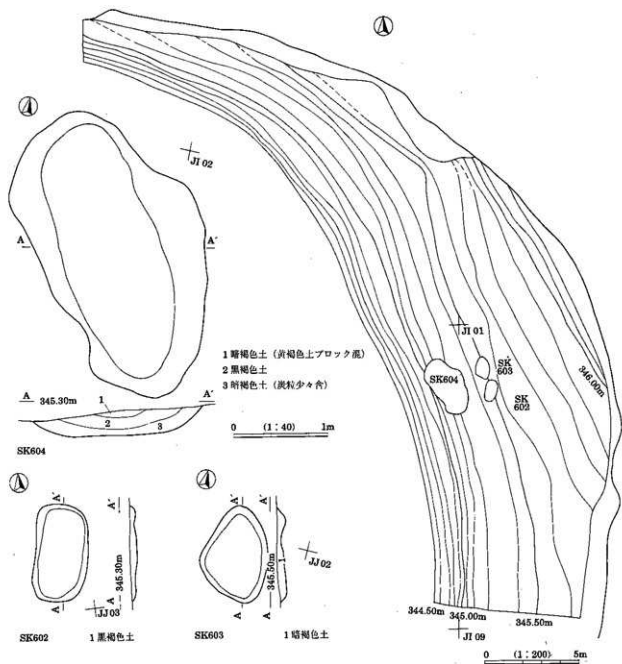 JI 02
A
A´
1 暗褐色土（黄褐色土ブロック混）
2 黒褐色土
3 暗褐色土（炭粒少々含）
A
345.30m
A´
1
2
3
0 (1：40) 1m
SK604
JI 01
SK604
SK
603
SK
602
346.00m
A´
345.30m
A
JJ 03
SK602
1 黒褐色土
A´
345.50m
1
A
JJ 02
SK603
1 暗褐色土
344.50m
345.00m
345.50m
JI 09
0 (1：200) 5m